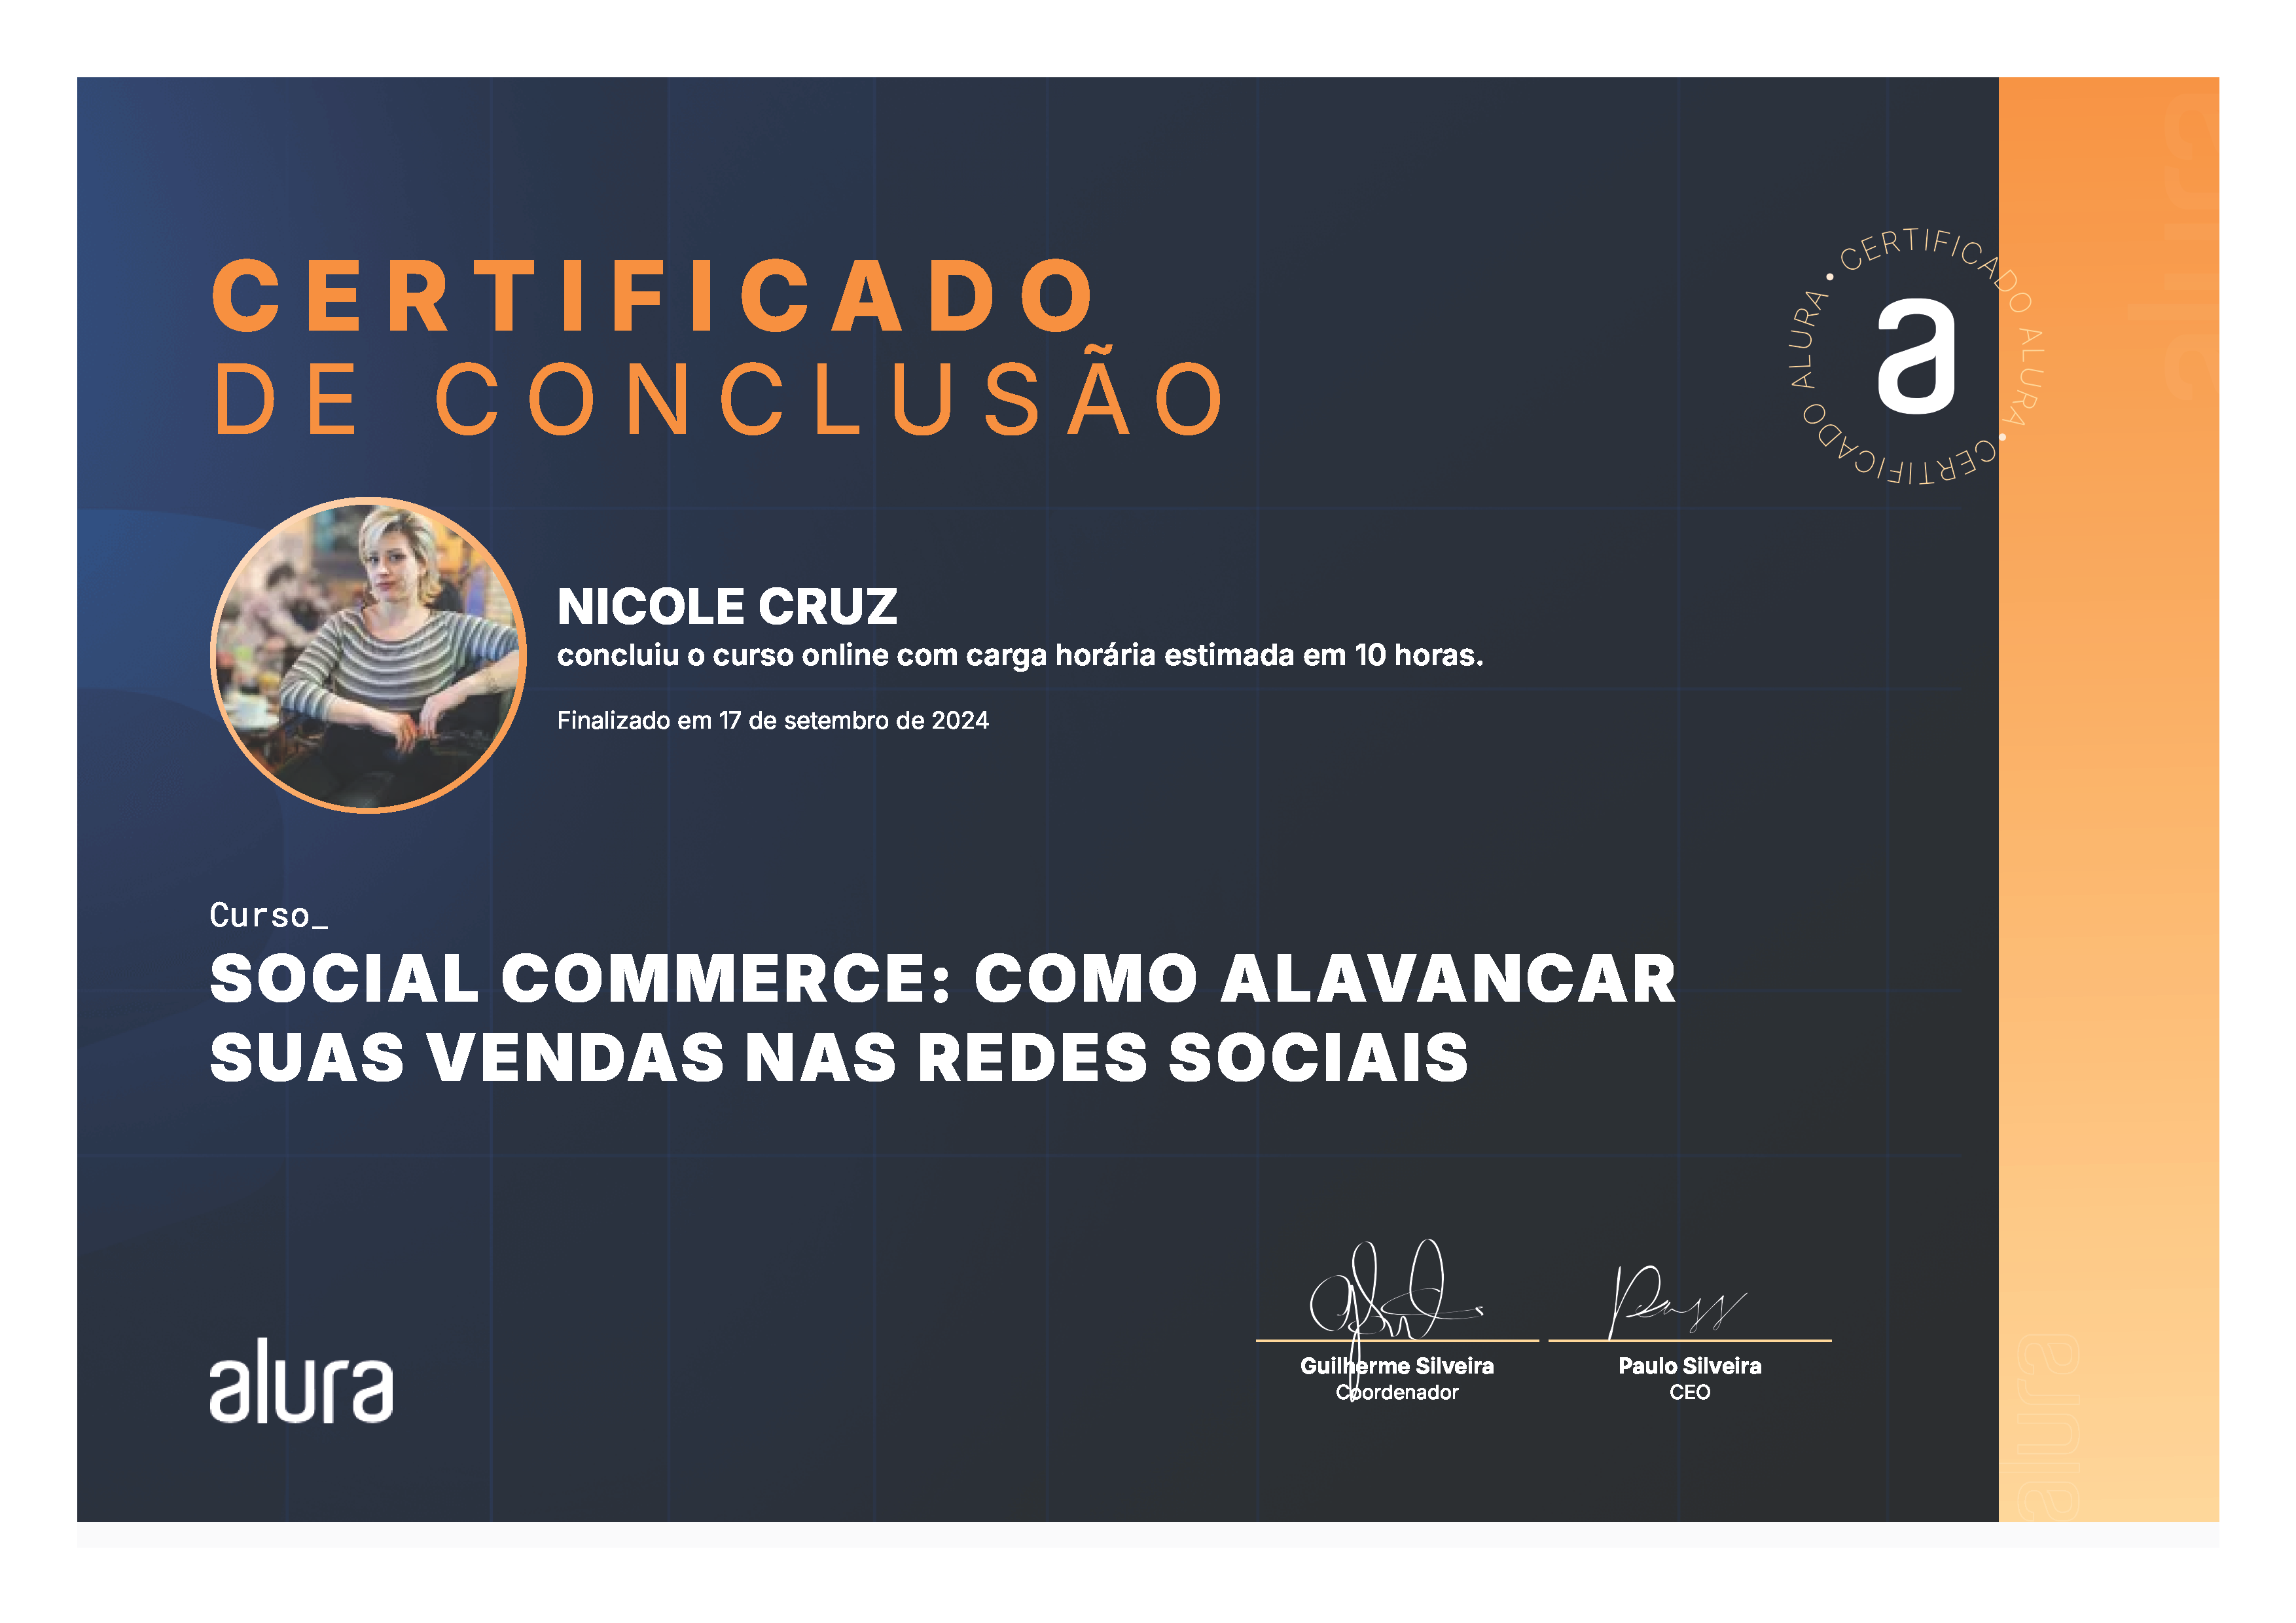 CERTIFICADO
DE CONCLUSÃO
CERTIFICADO ALURA • CERTIFICADO ALURA •
a
alura
NICOLE CRUZ
concluiu o curso online com carga horária estimada em 10 horas.
Finalizado em 17 de setembro de 2024
Curso_
SOCIAL COMMERCE: COMO ALAVANCAR
SUAS VENDAS NAS REDES SOCIAIS
Guilherme Silveira
Coordenador
Paulo Silveira
CEO
alura
alura